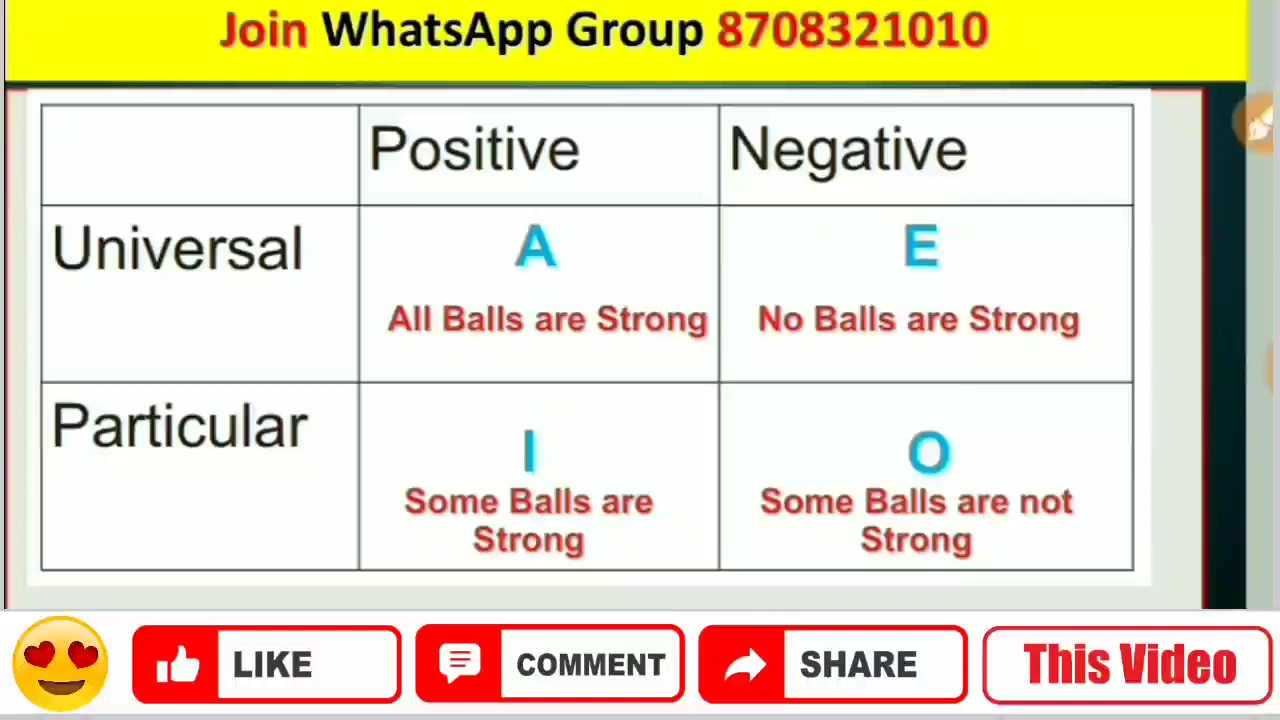 Join WhatsApp Group 8708321010
Positive Negative
Universal A E
All Balls are Strong No Balls are Strong
Particular
I O
Some Balls are Some Balls are not
Strong Strong
LIKE COMMENT SHARE This Video